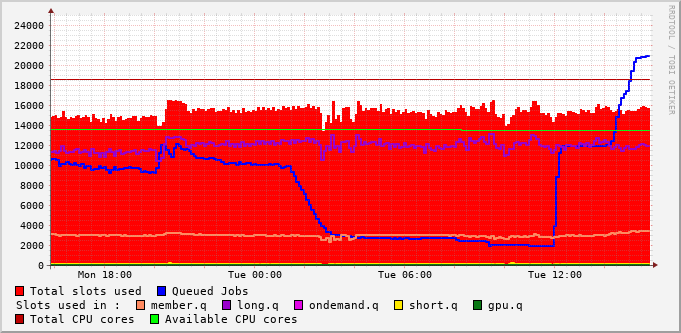 24000
22000
20000
18000
16000
14000
12000
10000
8000
6000
4000
2000
0
Mon 18:00 Tue 00:00 Tue 06:00 Tue 12:00
RRDTOOL / TOBI OETIKER
Total slots used Queued Jobs
Slots used in : member.q long.q ondemand.q short.q gpu.q
Total CPU cores Available CPU cores